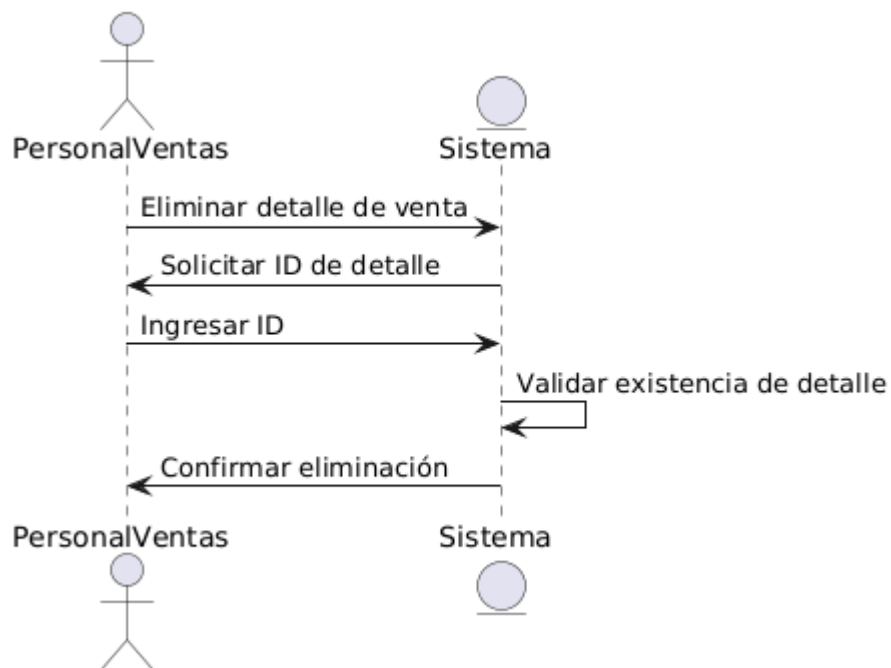 PersonalVentas
Sistema
Eliminar detalle de venta
Solicitar ID de detalle
Ingresar ID
Validar existencia de detalle
Confirmar eliminación
PersonalVentas
Sistema